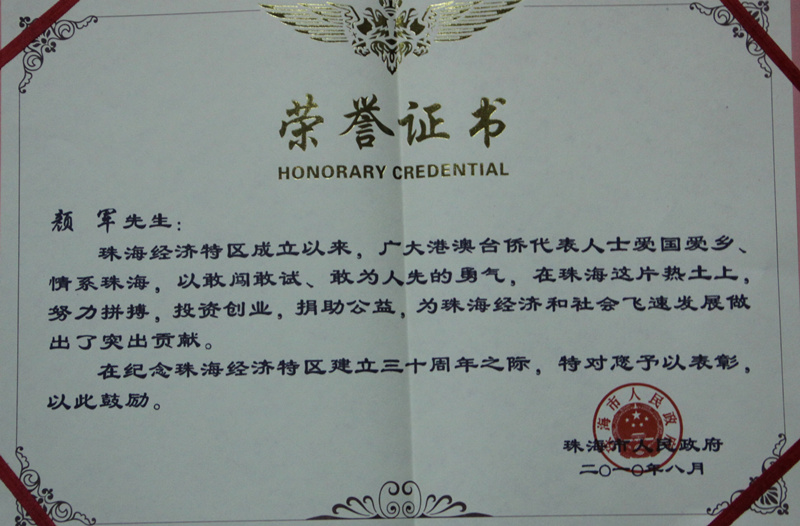 荣誉证书
HONORARY CREDENTIAL
颜军先生：
珠海经济特区成立以来，广大港澳台侨代表人士爱国爱乡、
情系珠海，以敢闯敢试、敢为人先的勇气，在珠海这片热土上，
努力拼搏，投资创业，捐助公益，为珠海经济和社会飞速发展做
出了突出贡献。
在纪念珠海经济特区建立三十周年之际，特对您予以表彰，
以此鼓励。
海市人民政
珠海市人民政府
二〇一〇年八月